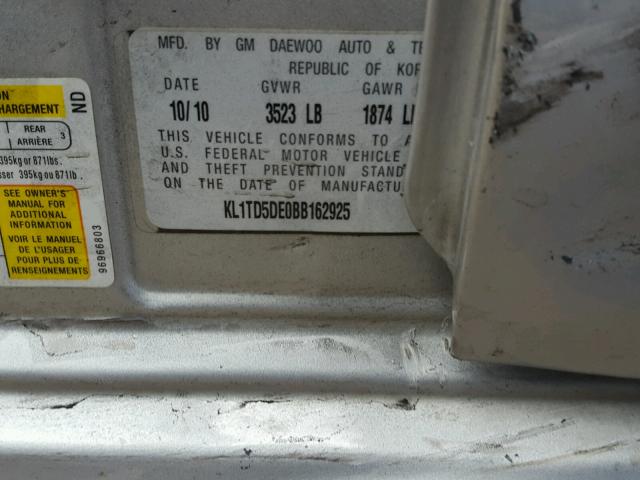 MFD. BY GM DAEWOO AUTO & TE
REPUBLIC OF KOR
DATE GVWR GAWR
10/10 3523 LB 1874 L
THIS VEHICLE CONFORMS TO A
U.S. FEDERAL MOTOR VEHICLE
AND THEFT PREVENTION STAND
ON THE DATE OF MANUFACTU
KL1TD5DE0BB162925
ON
HARGEMENT
ND
REAR
ARRIÈRE 3
395kg or 871lbs.
sser 395kg ou 871lb.
SEE OWNER'S
MANUAL FOR
ADDITIONAL
INFORMATION
VOIR LE MANUEL
DE L'USAGER
POUR PLUS DE
RENSEIGNEMENTS
96966803